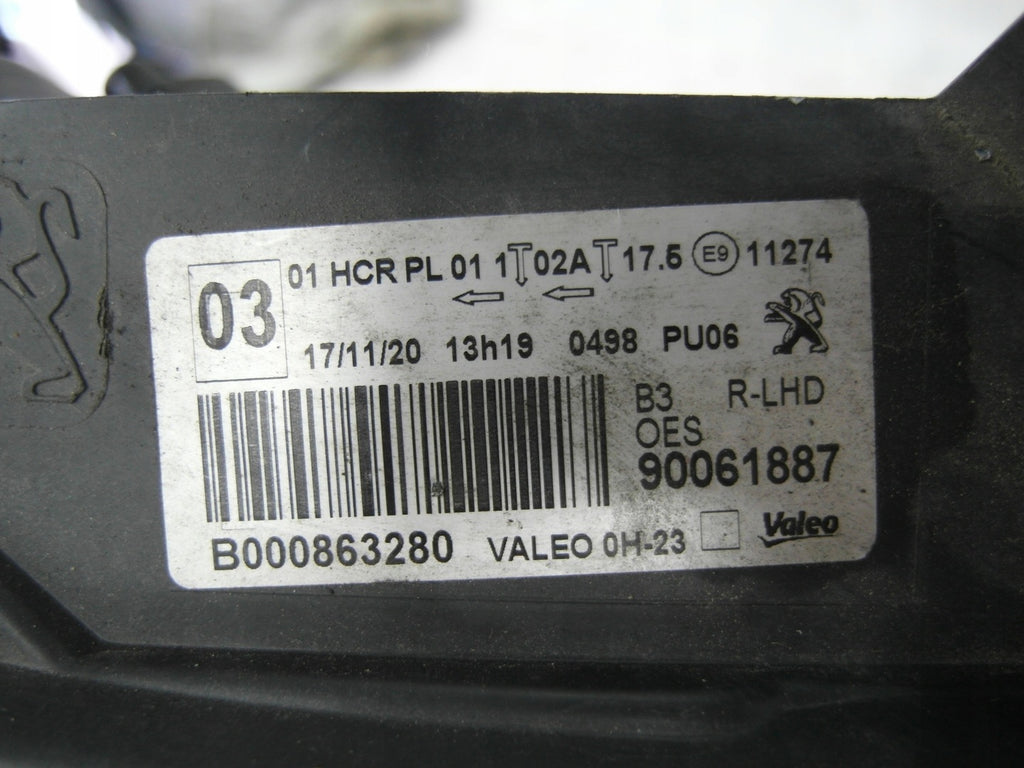 03
01 HCR PL 01 1 02A 17.5 E9 11274
17/11/20 13h19 0498 PU06
B3 R-LHD
OES
90061887
B000863280 VALEO 0H-23 Valeo